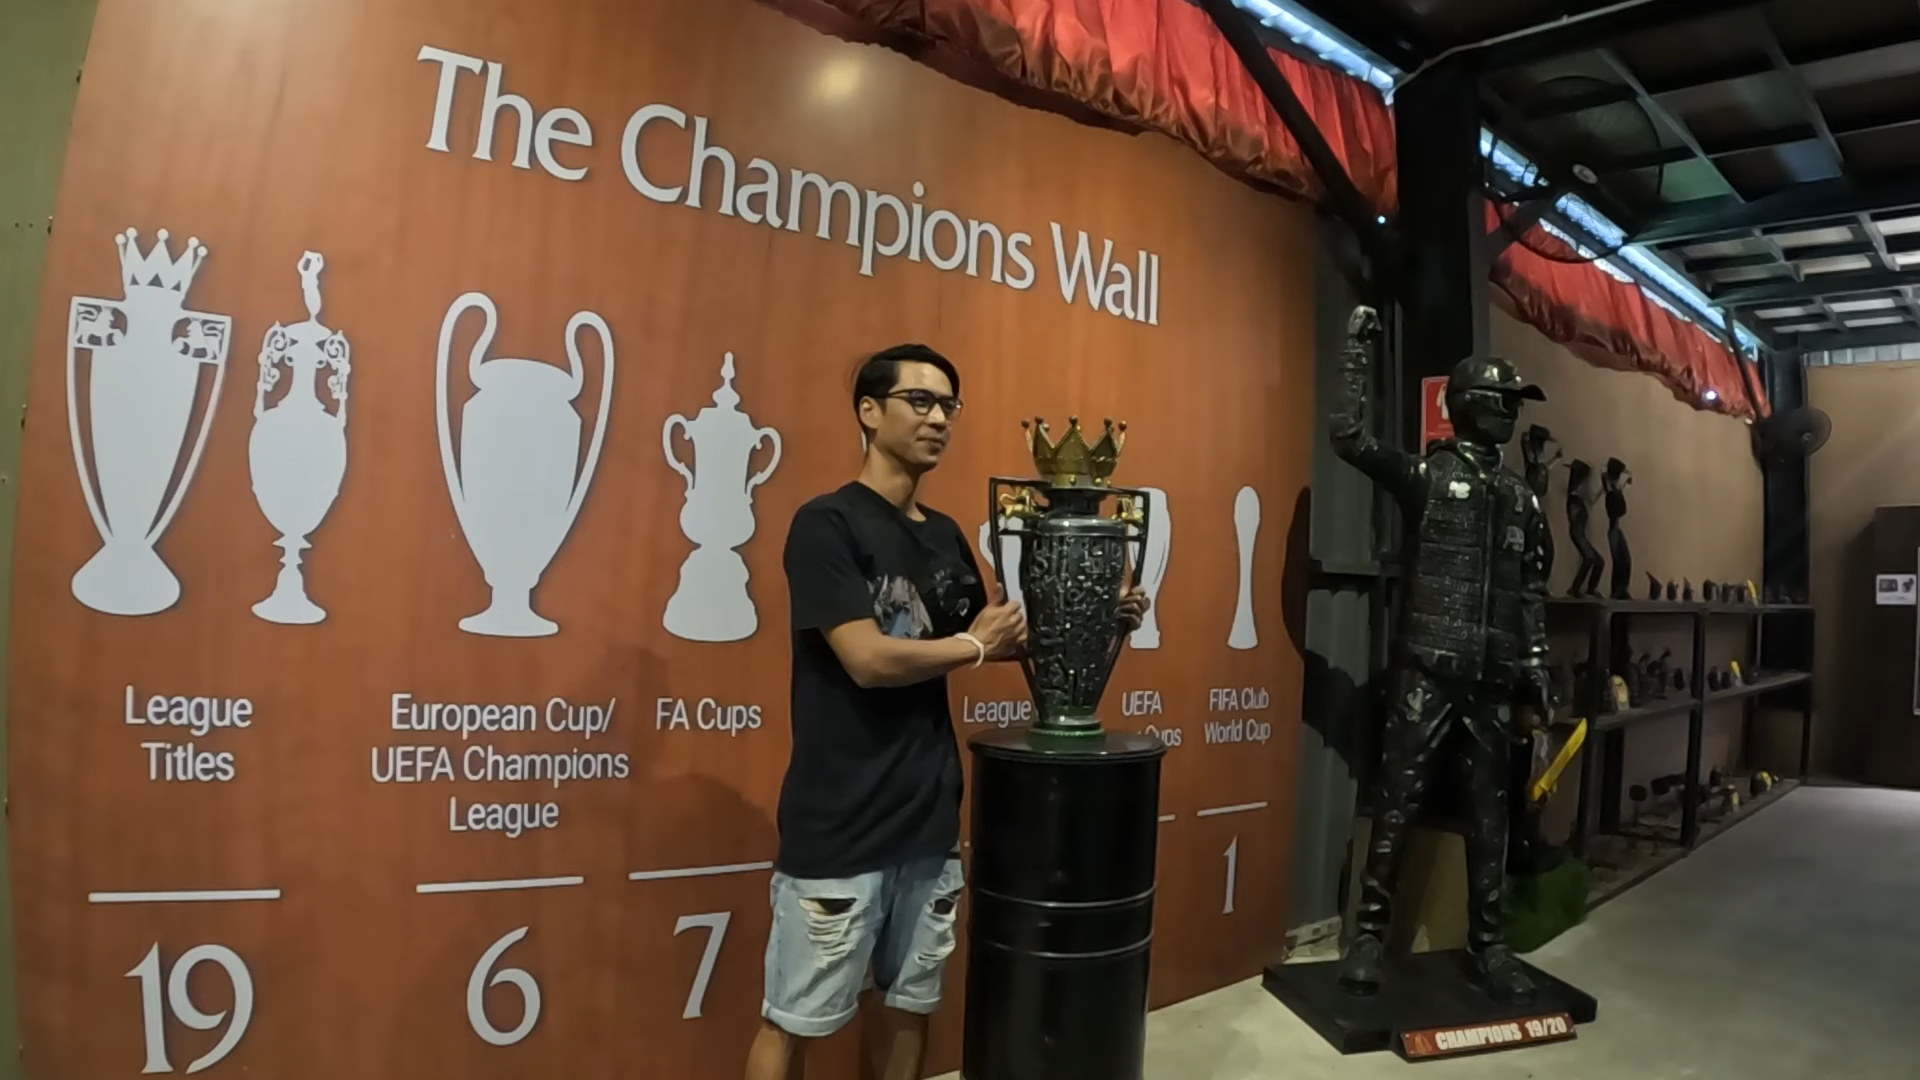 The Champions Wall
League
Titles
19
European Cup/
UEFA Champions
League
6
FA Cups
7
League
UEFA
Cups
FIFA Club
World Cup
1
CHAMPIONS 19/20